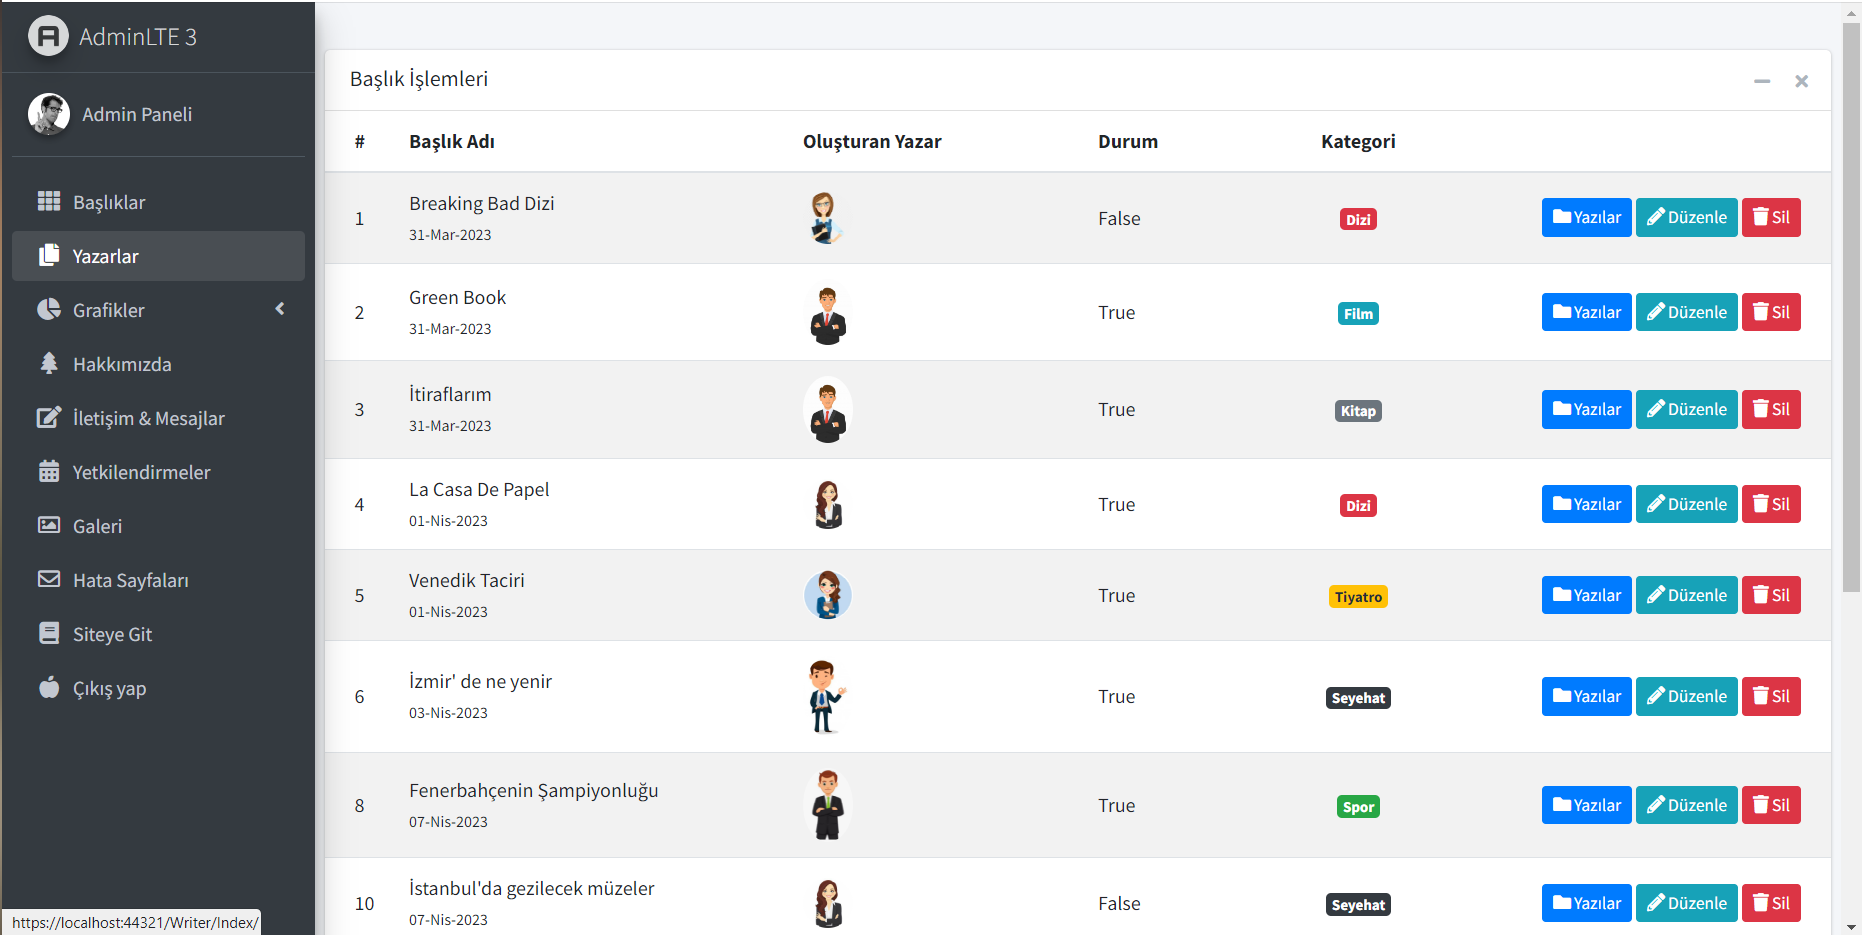 AdminLTE 3
Admin Paneli
Başlıklar
Yazarlar
Grafikler
Hakkımızda
İletişim & Mesajlar
Yetkilendirmeler
Galeri
Hata Sayfaları
Siteye Git
Çıkış yap
https://localhost:44321/Writer/Index/
Başlık İşlemleri
# Başlık Adı Oluşturan Yazar Durum Kategori
1 Breaking Bad Dizi False Dizi Yazılar Düzenle Sil
31-Mar-2023
2 Green Book True Film Yazılar Düzenle Sil
31-Mar-2023
3 İtiraflarım True Kitap Yazılar Düzenle Sil
31-Mar-2023
4 La Casa De Papel True Dizi Yazılar Düzenle Sil
01-Nis-2023
5 Venedik Taciri True Tiyatro Yazılar Düzenle Sil
01-Nis-2023
6 İzmir' de ne yenir True Seyehat Yazılar Düzenle Sil
03-Nis-2023
8 Fenerbahçenin Şampiyonluğu True Spor Yazılar Düzenle Sil
07-Nis-2023
10 İstanbul'da gezilecek müzeler False Seyehat Yazılar Düzenle Sil
07-Nis-2023